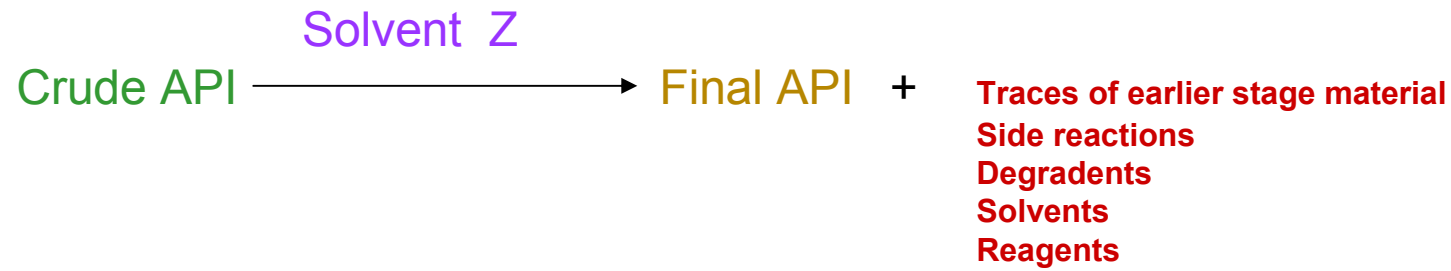 Solvent Z
Crude API Final API + Traces of earlier stage material
Side reactions
Degradents
Solvents
Reagents